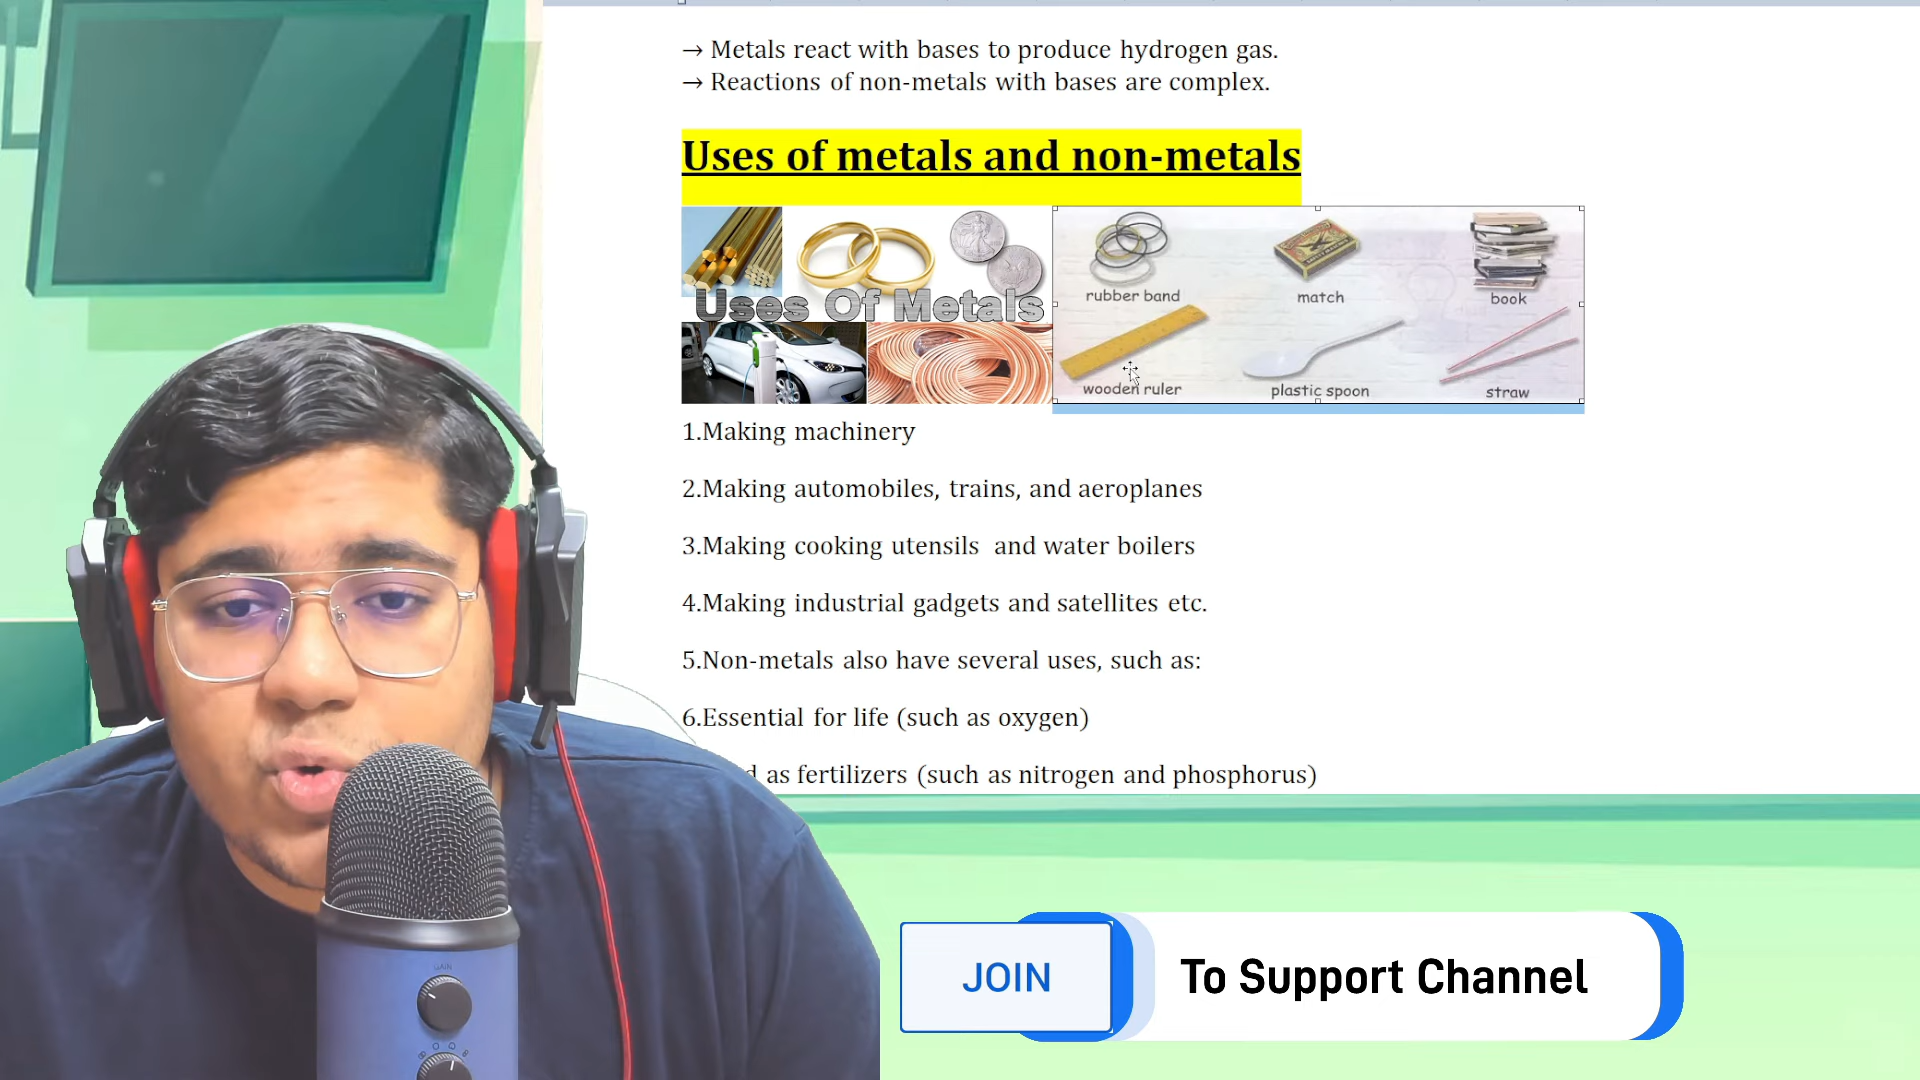 → Metals react with bases to produce hydrogen gas.
→ Reactions of non-metals with bases are complex.
Uses of metals and non-metals
Uses Of Metals
rubber band
match
book
wooden ruler
plastic spoon
straw
1.Making machinery
2.Making automobiles, trains, and aeroplanes
3.Making cooking utensils  and water boilers
4.Making industrial gadgets and satellites etc.
5.Non-metals also have several uses, such as:
6.Essential for life (such as oxygen)
as fertilizers (such as nitrogen and phosphorus)
GAIN
JOIN
To Support Channel